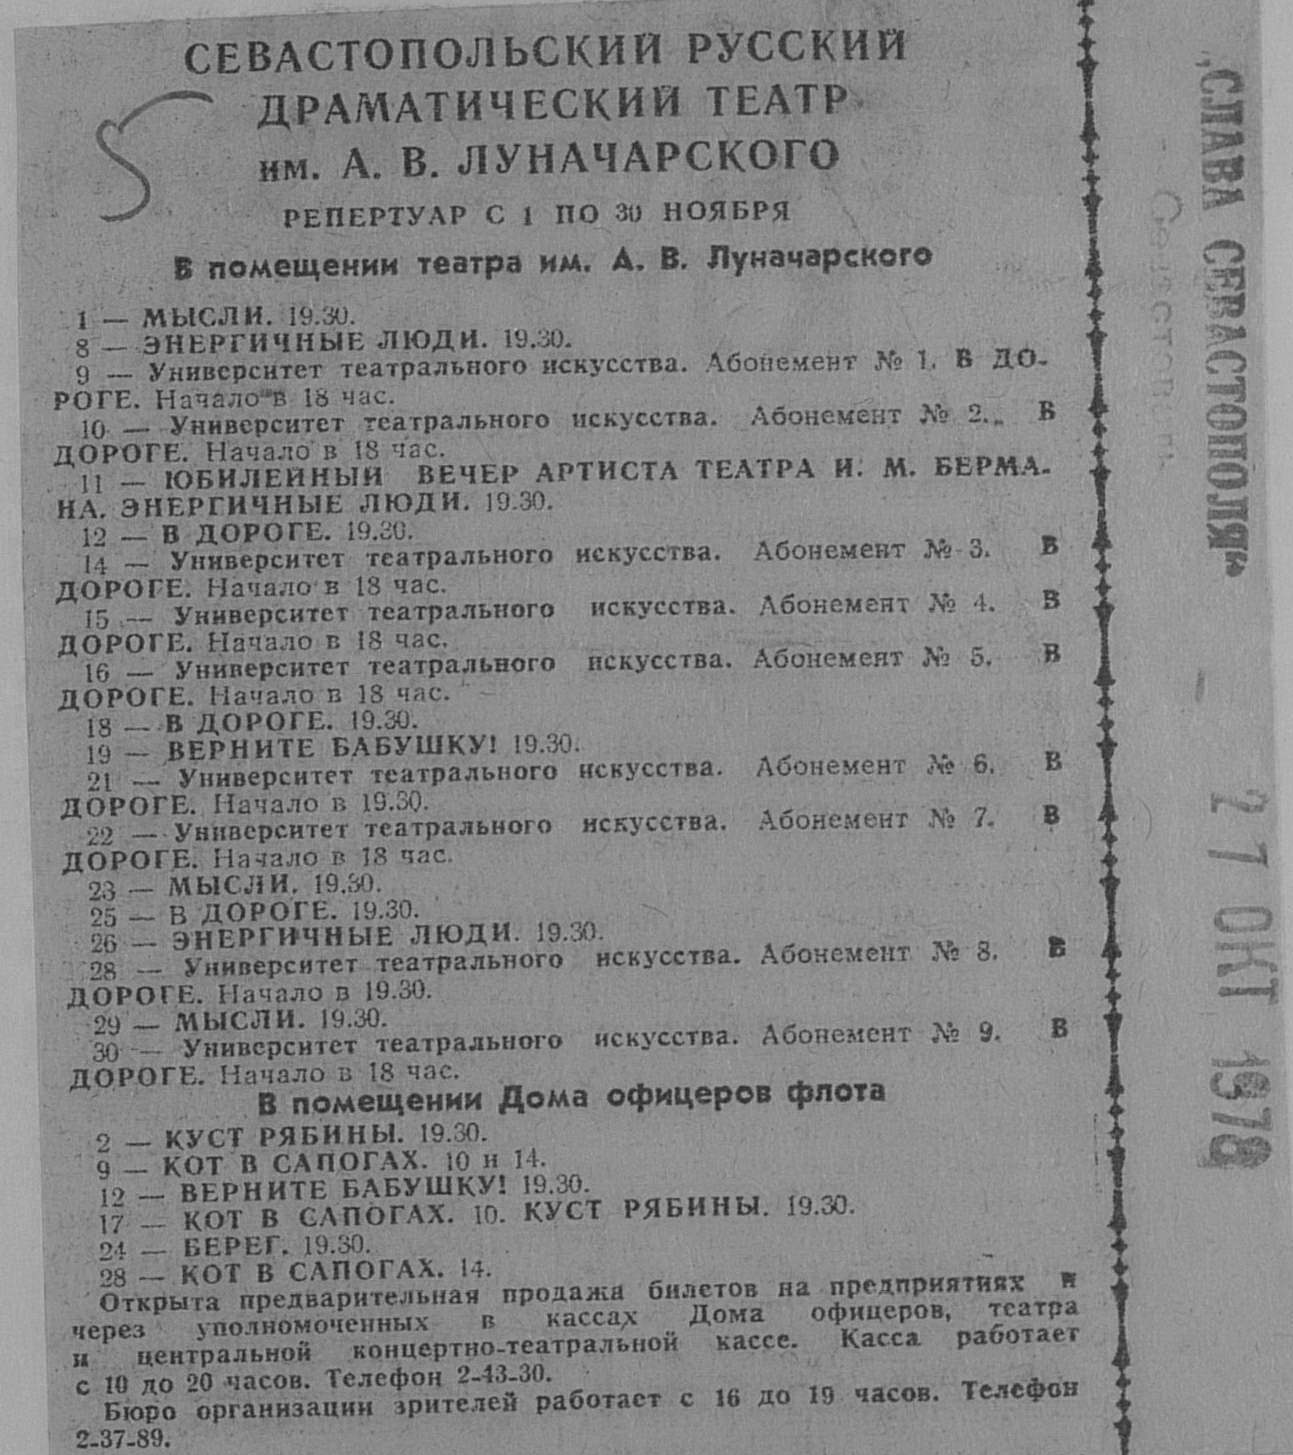 СЕВАСТОПОЛЬСКИЙ РУССКИЙ
ДРАМАТИЧЕСКИЙ ТЕАТР
им. А. В. ЛУНАЧАРСКОГО
РЕПЕРТУАР С 1 ПО 30 НОЯБРЯ
В помещении театра им. А. В. Луначарского
1 — МЫСЛИ. 19.30.
8 — ЭНЕРГИЧНЫЕ ЛЮДИ. 19.30.
9 — Университет театрального искусства. Абонемент № 1. В ДО-
РОГЕ. Начало в 18 час.
10 — Университет театрального искусства. Абонемент № 2. В
ДОРОГЕ. Начало в 18 час.
11 — ЮБИЛЕЙНЫЙ ВЕЧЕР АРТИСТА ТЕАТРА И. М. БЕРМА-
НА. ЭНЕРГИЧНЫЕ ЛЮДИ. 19.30.
12 — В ДОРОГЕ. 19.30.
14 — Университет театрального искусства. Абонемент № 3. В
ДОРОГЕ. Начало в 18 час.
15 — Университет театрального искусства. Абонемент № 4. В
ДОРОГЕ. Начало в 18 час.
16 — Университет театрального искусства. Абонемент № 5. В
ДОРОГЕ. Начало в 18 час.
18 — В ДОРОГЕ. 19.30.
19 — ВЕРНИТЕ БАБУШКУ! 19.30.
21 — Университет театрального искусства. Абонемент № 6. В
ДОРОГЕ. Начало в 19.30.
22 — Университет театрального искусства. Абонемент № 7. В
ДОРОГЕ. Начало в 18 час.
23 — МЫСЛИ. 19.30.
25 — В ДОРОГЕ. 19.30.
26 — ЭНЕРГИЧНЫЕ ЛЮДИ. 19.30.
28 — Университет театрального искусства. Абонемент № 8. В
ДОРОГЕ. Начало в 19.30.
29 — МЫСЛИ. 19.30.
30 — Университет театрального искусства. Абонемент № 9. В
ДОРОГЕ. Начало в 18 час.
В помещении Дома офицеров флота
2 — КУСТ РЯБИНЫ. 19.30.
9 — КОТ В САПОГАХ. 10 и 14.
12 — ВЕРНИТЕ БАБУШКУ! 19.30.
17 — КОТ В САПОГАХ. 10. КУСТ РЯБИНЫ. 19.30.
24 — БЕРЕГ. 19.30.
28 — КОТ В САПОГАХ. 14.
Открыта предварительная продажа билетов на предприятиях и
через уполномоченных в кассах Дома офицеров, театра
и центральной концертно-театральной кассе. Касса работает
с 10 до 20 часов. Телефон 2-43-30.
Бюро организации зрителей работает с 16 до 19 часов. Телефон
2-37-89.
5
„СЛАВА СЕВАСТОПОЛЯ"
27 ОКТ 1978